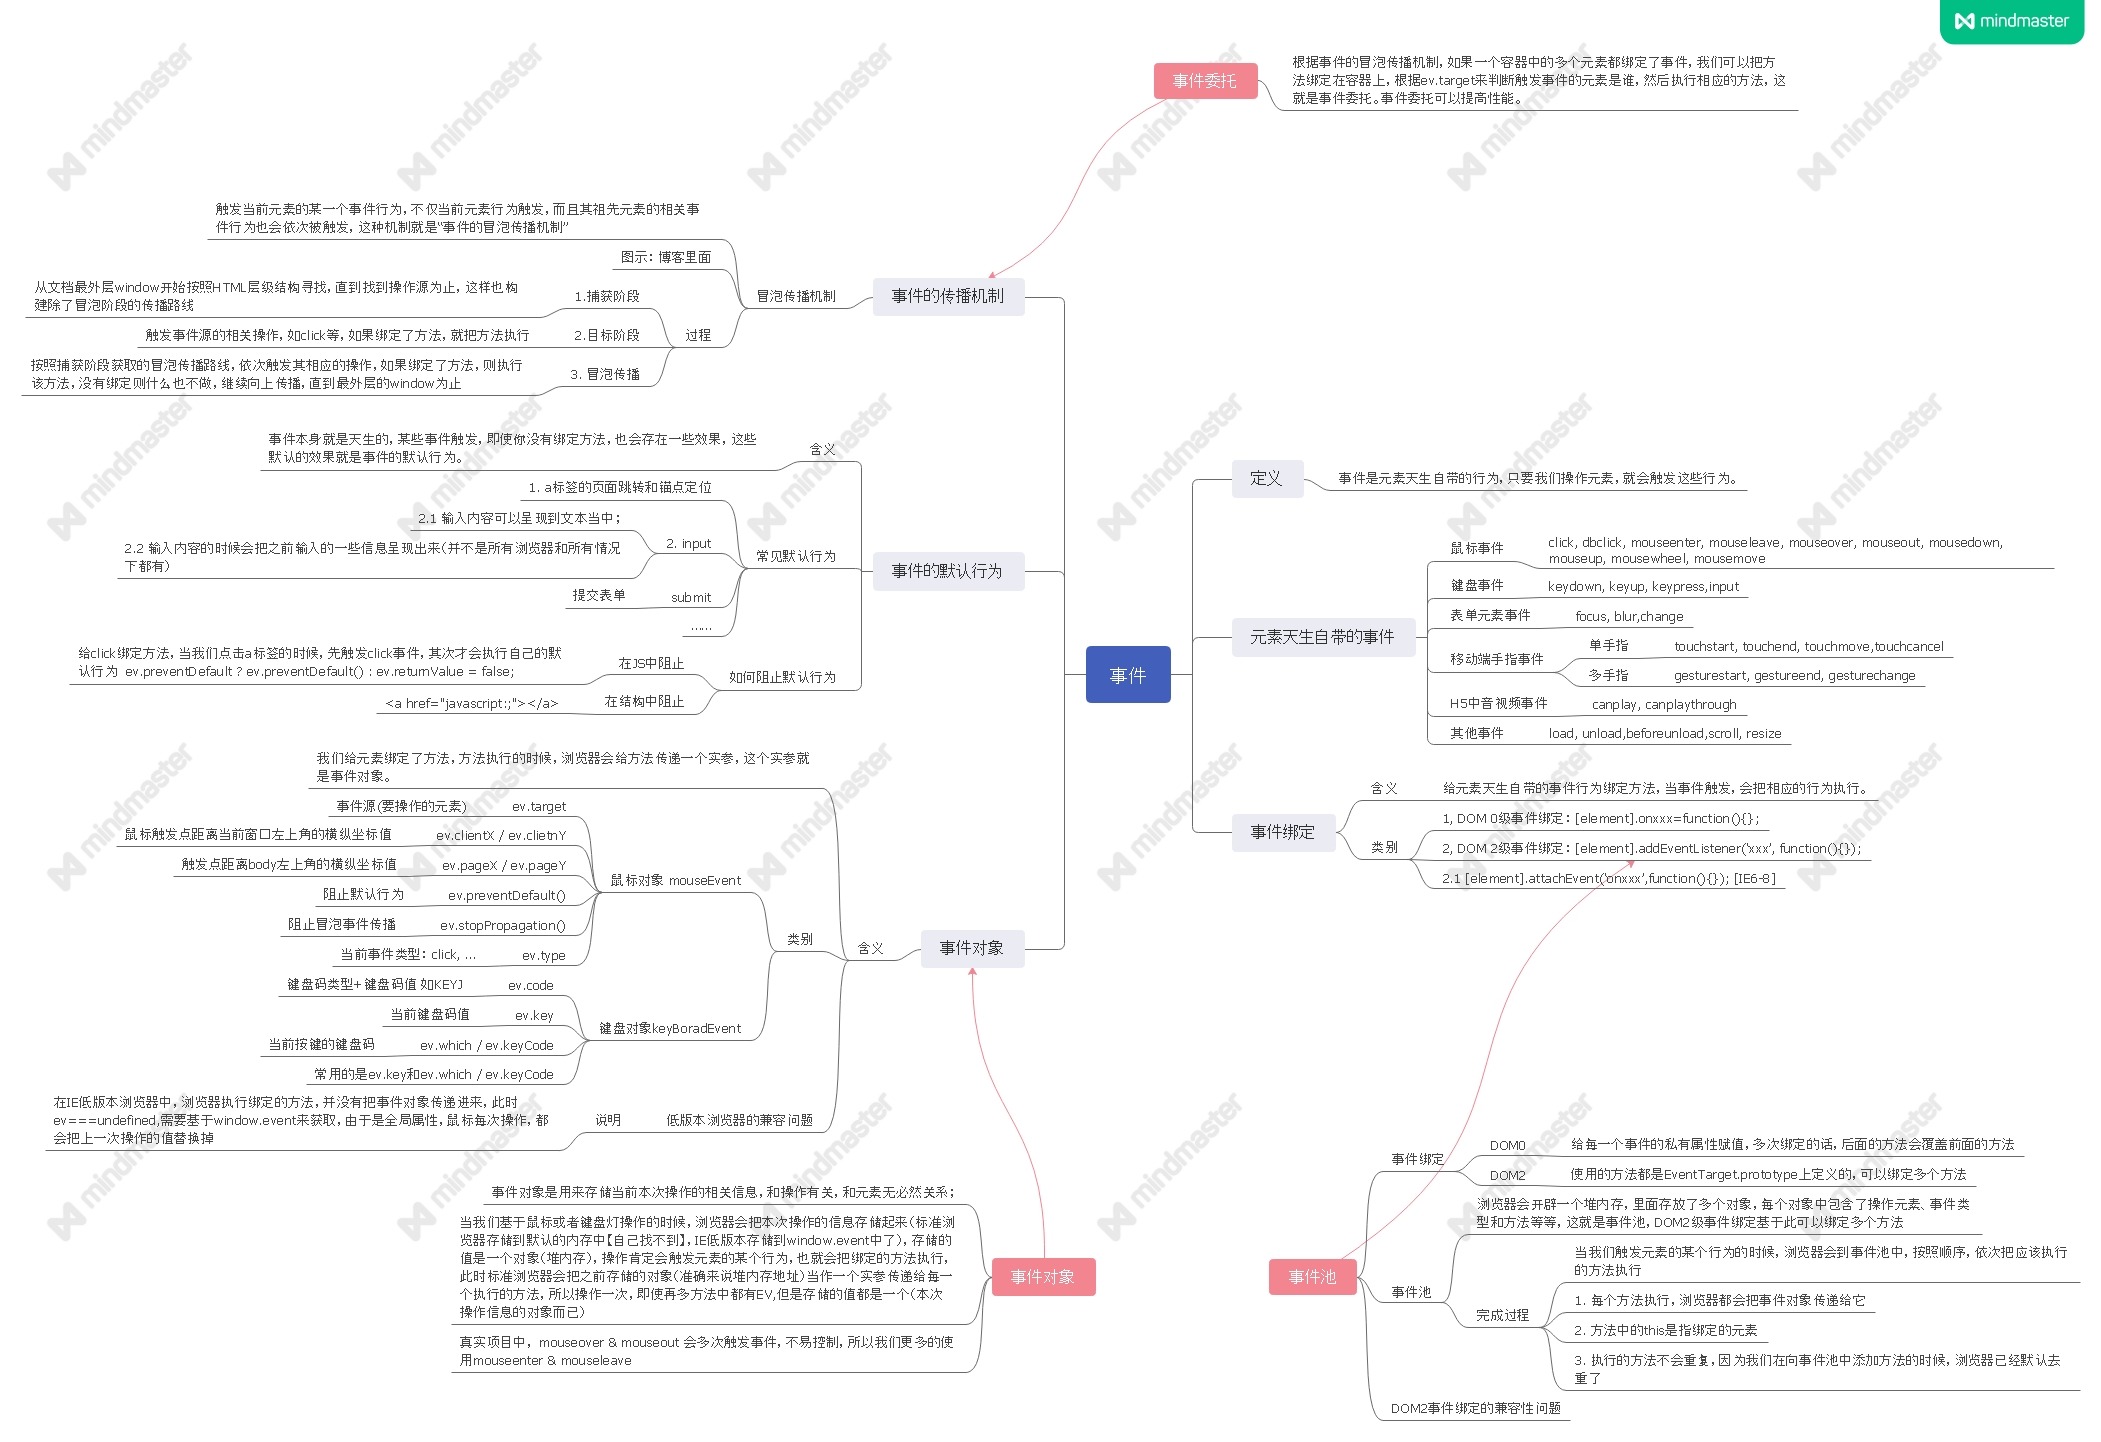 mindmaster
事件委托
根据事件的冒泡传播机制，如果一个容器中的多个元素都绑定了事件，我们可以把方
法绑定在容器上，根据ev.target来判断触发事件的元素是谁，然后执行相应的方法，这
就是事件委托。事件委托可以提高性能。
事件
事件的传播机制
冒泡传播机制
触发当前元素的某一个事件行为，不仅当前元素行为触发，而且其祖先元素的相关事
件行为也会依次被触发，这种机制就是“事件的冒泡传播机制”
图示：博客里面
过程
1.捕获阶段
从文档最外层window开始按照HTML层级结构寻找，直到找到操作源为止，这样也构
建除了冒泡阶段的传播路线
2.目标阶段
触发事件源的相关操作，如click等，如果绑定了方法，就把方法执行
3. 冒泡传播
按照捕获阶段获取的冒泡传播路线，依次触发其相应的操作，如果绑定了方法，则执行
该方法，没有绑定则什么也不做，继续向上传播，直到最外层的window为止
事件的默认行为
含义
事件本身就是天生的，某些事件触发，即使你没有绑定方法，也会存在一些效果，这些
默认的效果就是事件的默认行为。
常见默认行为
1. a标签的页面跳转和锚点定位
2. input
2.1 输入内容可以呈现到文本当中；
2.2 输入内容的时候会把之前输入的一些信息呈现出来（并不是所有浏览器和所有情况
下都有）
submit
提交表单
……
如何阻止默认行为
在JS中阻止
给click绑定方法，当我们点击a标签的时候，先触发click事件，其次才会执行自己的默
认行为 ev.preventDefault ? ev.preventDefault() : ev.returnValue = false;
在结构中阻止
<a href="javascript:;"></a>
事件对象
含义
我们给元素绑定了方法，方法执行的时候，浏览器会给方法传递一个实参，这个实参就
是事件对象。
类别
鼠标对象 mouseEvent
ev.target
事件源(要操作的元素)
ev.clientX / ev.clietnY
鼠标触发点距离当前窗口左上角的横纵坐标值
ev.pageX / ev.pageY
触发点距离body左上角的横纵坐标值
ev.preventDefault()
阻止默认行为
ev.stopPropagation()
阻止冒泡事件传播
ev.type
当前事件类型：click, ...
键盘对象keyBoradEvent
ev.code
键盘码类型+ 键盘码值 如KEYJ
ev.key
当前键盘码值
ev.which / ev.keyCode
当前按键的键盘码
常用的是ev.key和ev.which / ev.keyCode
低版本浏览器的兼容问题
说明
在IE低版本浏览器中，浏览器执行绑定的方法，并没有把事件对象传递进来，此时
ev===undefined,需要基于window.event来获取，由于是全局属性，鼠标每次操作，都
会把上一次操作的值替换掉
定义
事件是元素天生自带的行为，只要我们操作元素，就会触发这些行为。
元素天生自带的事件
鼠标事件
click, dbclick, mouseenter, mouseleave, mouseover, mouseout, mousedown,
mouseup, mousewheel, mousemove
键盘事件
keydown, keyup, keypress,input
表单元素事件
focus, blur,change
移动端手指事件
单手指
touchstart, touchend, touchmove,touchcancel
多手指
gesturestart, gestureend, gesturechange
H5中音视频事件
canplay, canplaythrough
其他事件
load, unload,beforeunload,scroll, resize
事件绑定
含义
给元素天生自带的事件行为绑定方法，当事件触发，会把相应的行为执行。
类别
1, DOM 0级事件绑定：[element].onxxx=function(){};
2, DOM 2级事件绑定：[element].addEventListener('xxx', function(){});
2.1 [element].attachEvent('onxxx',function(){}); [IE6-8]
事件对象
事件对象是用来存储当前本次操作的相关信息，和操作有关，和元素无必然关系；
当我们基于鼠标或者键盘灯操作的时候，浏览器会把本次操作的信息存储起来（标准浏
览器存储到默认的内存中【自己找不到】，IE低版本存储到window.event中了），存储的
值是一个对象（堆内存），操作肯定会触发元素的某个行为，也就会把绑定的方法执行，
此时标准浏览器会把之前存储的对象（准确来说堆内存地址）当作一个实参传递给每一
个执行的方法，所以操作一次，即使再多方法中都有EV,但是存储的值都是一个（本次
操作信息的对象而已）
真实项目中， mouseover & mouseout 会多次触发事件，不易控制，所以我们更多的使
用mouseenter & mouseleave
事件池
事件绑定
DOM0
给每一个事件的私有属性赋值，多次绑定的话，后面的方法会覆盖前面的方法
DOM2
使用的方法都是EventTarget.prototype上定义的，可以绑定多个方法
事件池
浏览器会开辟一个堆内存，里面存放了多个对象，每个对象中包含了操作元素、事件类
型和方法等等，这就是事件池，DOM2级事件绑定基于此可以绑定多个方法
完成过程
当我们触发元素的某个行为的时候，浏览器会到事件池中，按照顺序，依次把应该执行
的方法执行
1. 每个方法执行，浏览器都会把事件对象传递给它
2. 方法中的this是指绑定的元素
3. 执行的方法不会重复，因为我们在向事件池中添加方法的时候，浏览器已经默认去
重了
DOM2事件绑定的兼容性问题